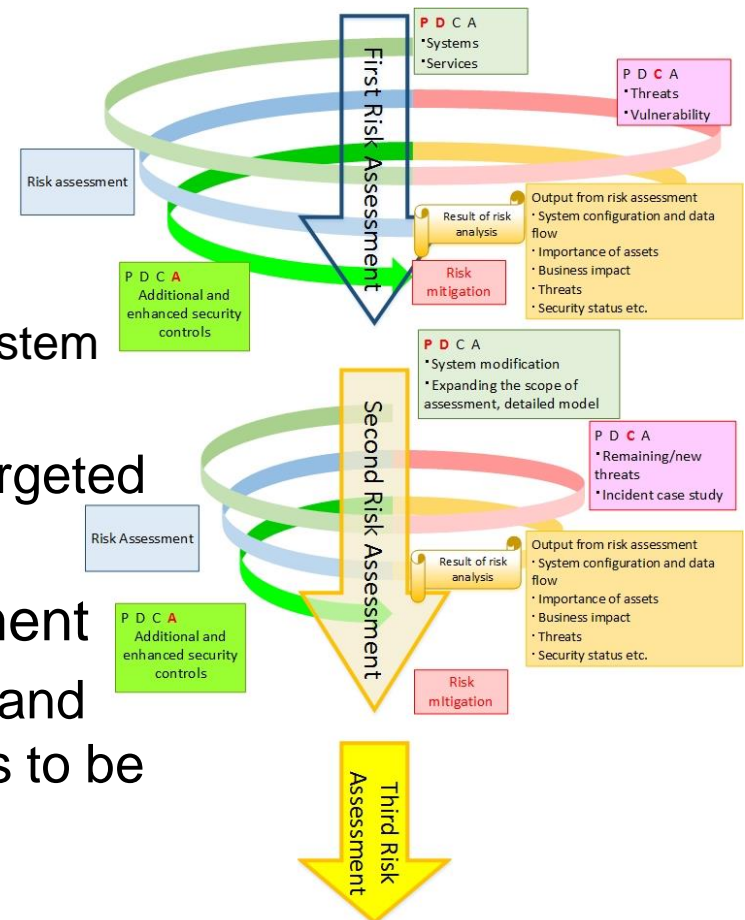 P D C A
・Systems
・Services
First Risk Assessment
P D C A
・Threats
・Vulnerability
Risk assessment
Result of risk
analysis
Output from risk assessment
・System configuration and data
flow
・Importance of assets
・Business impact
・Threats
・Security status etc.
P D C A
Additional and
enhanced security
controls
Risk
mitigation
stem
rgeted
ment
and
s to be
P D C A
・System modification
・Expanding the scope of
assessment, detailed model
Second Risk Assessment
P D C A
・Remaining/new
threats
・Incident case study
Risk Assessment
Result of risk
analysis
Output from risk assessment
・System configuration and data
flow
・Importance of assets
・Business impact
・Threats
・Security status etc.
P D C A
Additional and
enhanced security
controls
Risk
mitigation
Third Risk
Assessment